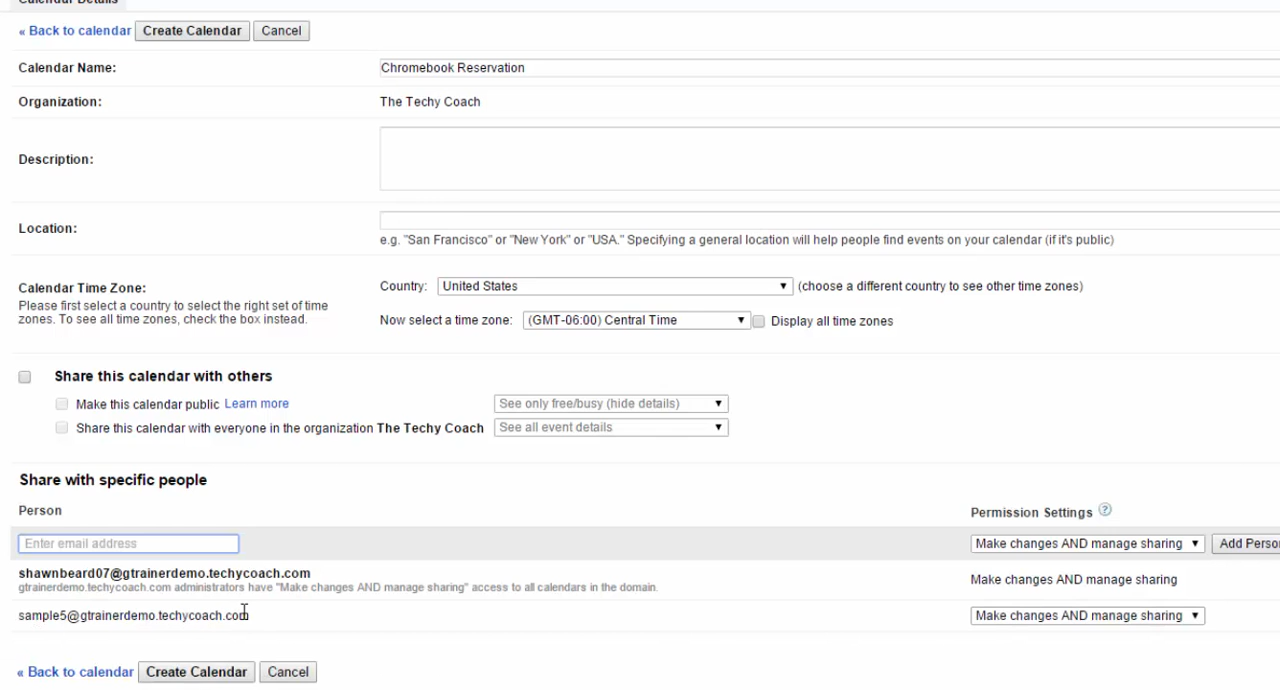 Calendar Details
« Back to calendar Create Calendar Cancel
Calendar Name: Chromebook Reservation
Organization: The Techy Coach
Description:
Location:
e.g. "San Francisco" or "New York" or "USA." Specifying a general location will help people find events on your calendar (if it's public)
Calendar Time Zone:
Please first select a country to select the right set of time
zones. To see all time zones, check the box instead.
Country: United States (choose a different country to see other time zones)
Now select a time zone: (GMT-06:00) Central Time Display all time zones
Share this calendar with others
Make this calendar public Learn more See only free/busy (hide details)
Share this calendar with everyone in the organization The Techy Coach See all event details
Share with specific people
Person Permission Settings ?
Enter email address Make changes AND manage sharing Add Person
shawnbeard07@gtrainerdemo.techycoach.com
gtrainerdemo.techycoach.com administrators have "Make changes AND manage sharing" access to all calendars in the domain.
Make changes AND manage sharing
sample5@gtrainerdemo.techycoach.com Make changes AND manage sharing
« Back to calendar Create Calendar Cancel